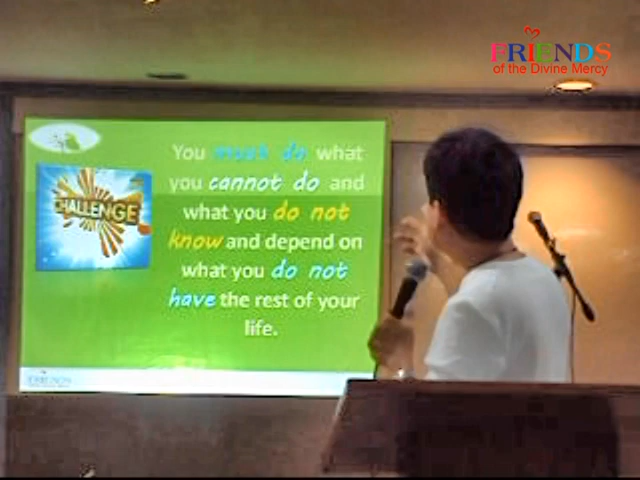 FRIENDS
of the Divine Mercy
You must do what
you cannot do and
what you do not
know and depend on
what you do not
have the rest of your
life.
CHALLENGE
FRIENDS